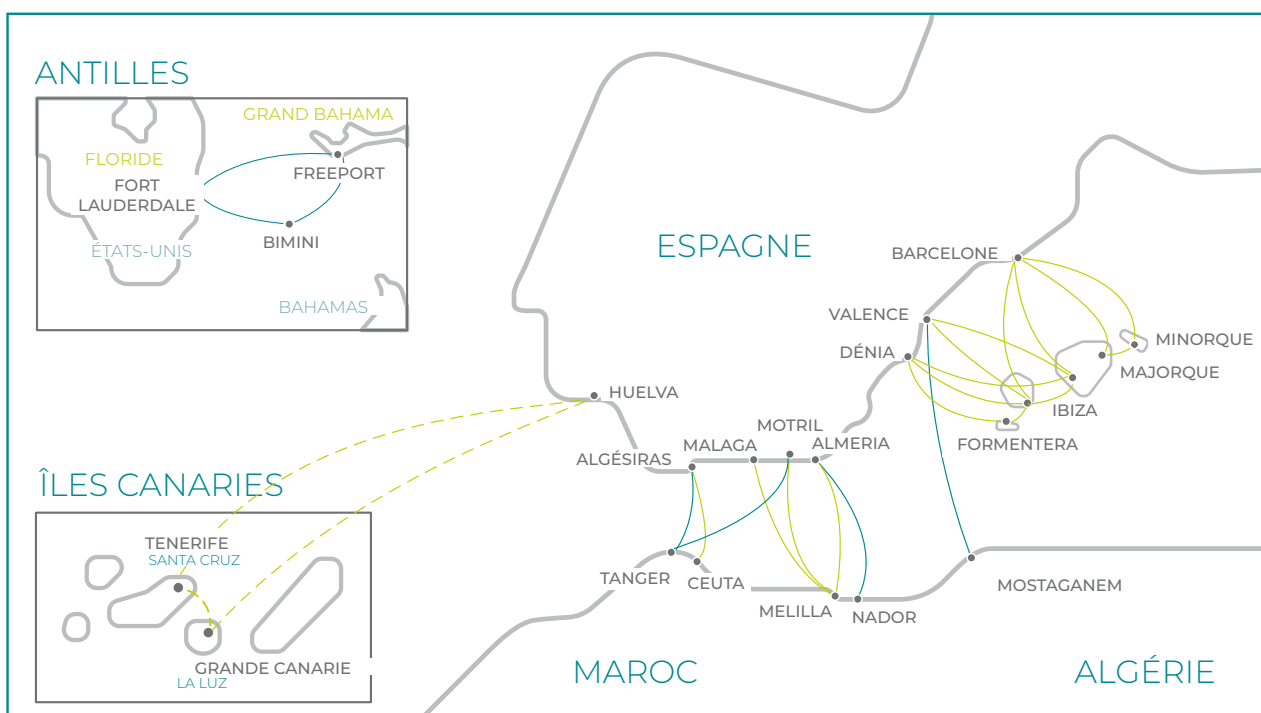 ANTILLES
GRAND BAHAMA
FLORIDE
FORT
LAUDERDALE
FREEPORT
BIMINI
ÉTATS-UNIS
BAHAMAS
ESPAGNE
BARCELONE
VALENCE
DÉNIA
MINORQUE
MAJORQUE
IBIZA
FORMENTERA
HUELVA
MOTRIL
MALAGA
ALMERIA
ALGÉSIRAS
ÎLES CANARIES
TENERIFE
SANTA CRUZ
GRANDE CANARIE
LA LUZ
TANGER
CEUTA
MELILLA
NADOR
MOSTAGANEM
MAROC
ALGÉRIE